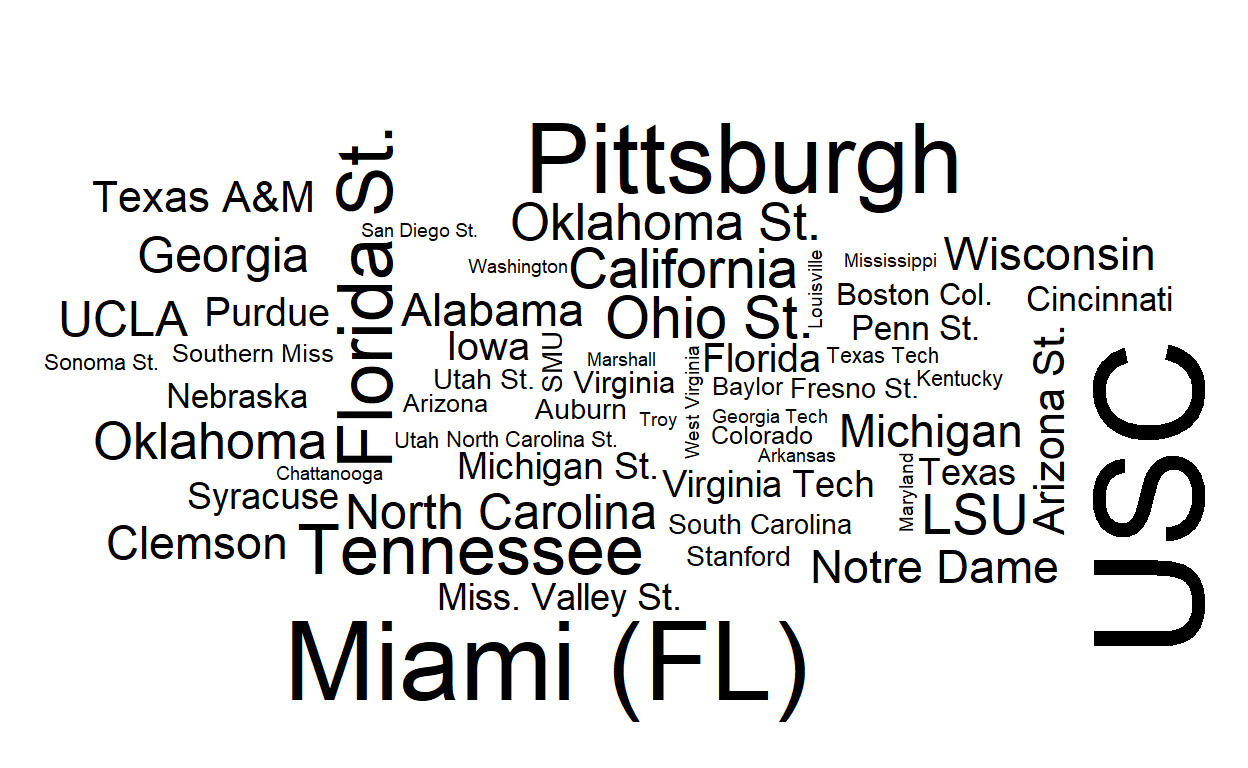 Pittsburgh
Florida St.
Texas A&M
Oklahoma St.
San Diego St.
Georgia
Washington
California
Louisville
Mississippi
Wisconsin
UCLA
Purdue
Alabama
Ohio St.
Boston Col.
Cincinnati
Penn St.
Sonoma St.
Southern Miss
Iowa
SMU
Marshall
West Virginia
Florida
Texas Tech
Arizona St.
USC
Nebraska
Utah St.
Virginia
Baylor
Fresno St.
Kentucky
Arizona
Auburn
Troy
Georgia Tech
Oklahoma
Utah
North Carolina St.
Colorado
Michigan
Arkansas
Chattanooga
Michigan St.
Virginia Tech
Maryland
Texas
Syracuse
North Carolina
South Carolina
LSU
Clemson
Tennessee
Stanford
Notre Dame
Miss. Valley St.
Miami (FL)